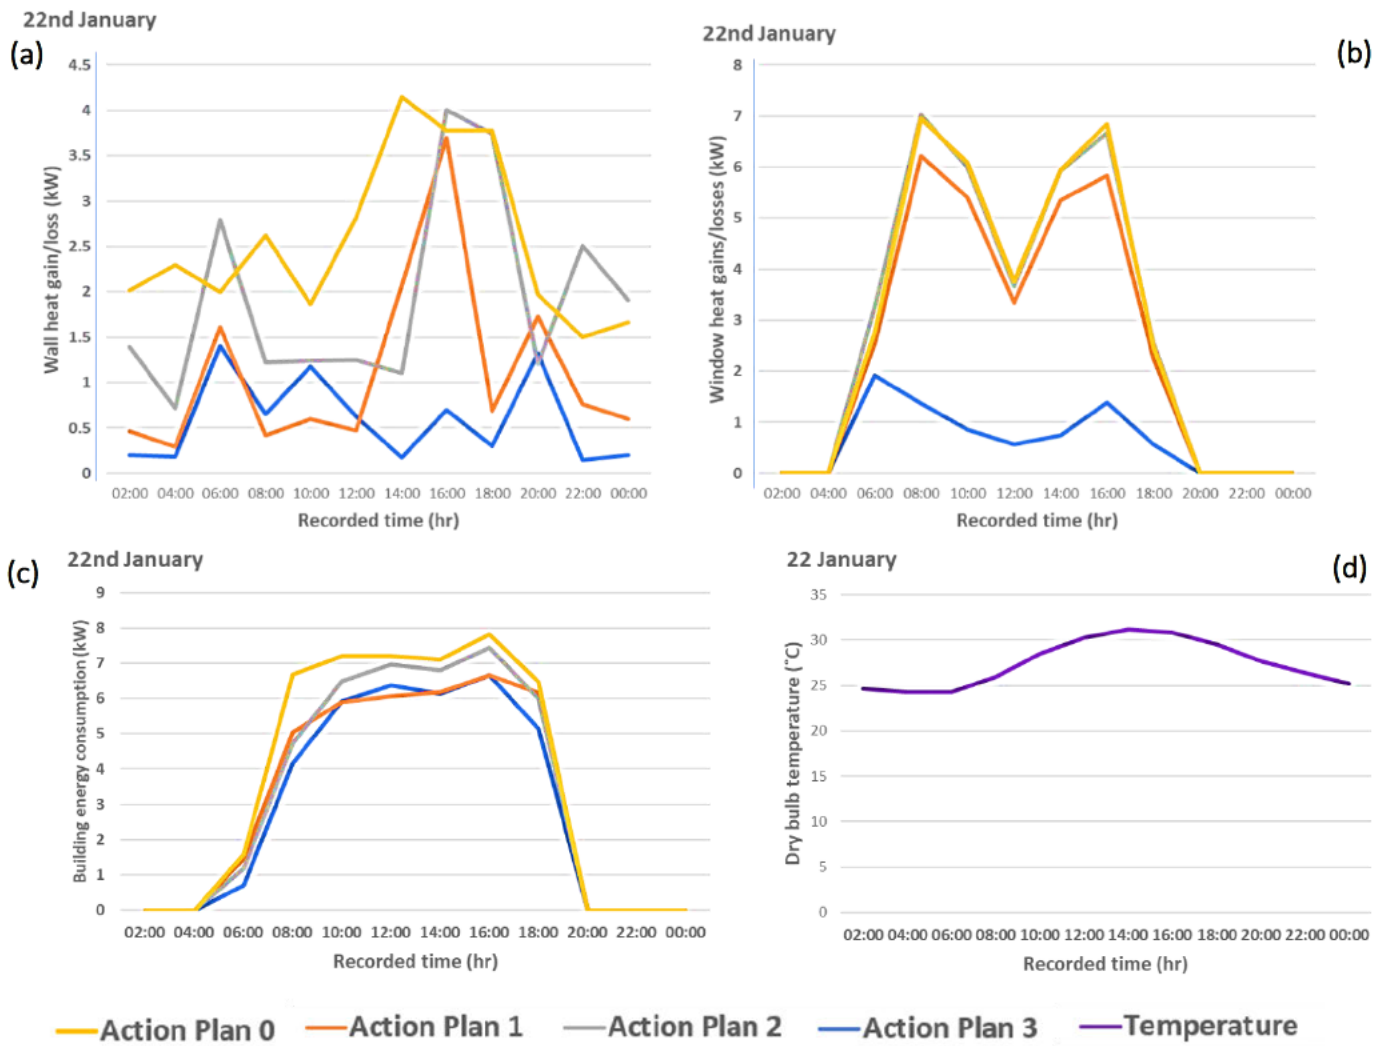 22nd January
(a)
Wall heat gain/loss (kW)
4.5
4
3.5
3
2.5
2
1.5
1
0.5
0
02:00 04:00 06:00 08:00 10:00 12:00 14:00 16:00 18:00 20:00 22:00 00:00
Recorded time (hr)
22nd January
(b)
Window heat gains/losses (kW)
8
7
6
5
4
3
2
1
0
02:00 04:00 06:00 08:00 10:00 12:00 14:00 16:00 18:00 20:00 22:00 00:00
Recorded time (hr)
(c)
22nd January
Building energy consumption (kW)
9
8
7
6
5
4
3
2
1
0
02:00 04:00 06:00 08:00 10:00 12:00 14:00 16:00 18:00 20:00 22:00 00:00
Recorded time (hr)
22 January
(d)
Dry bulb temperature (˚C)
35
30
25
20
15
10
5
0
02:00 04:00 06:00 08:00 10:00 12:00 14:00 16:00 18:00 20:00 22:00 00:00
Recorded time (hr)
Action Plan 0 Action Plan 1 Action Plan 2 Action Plan 3 Temperature